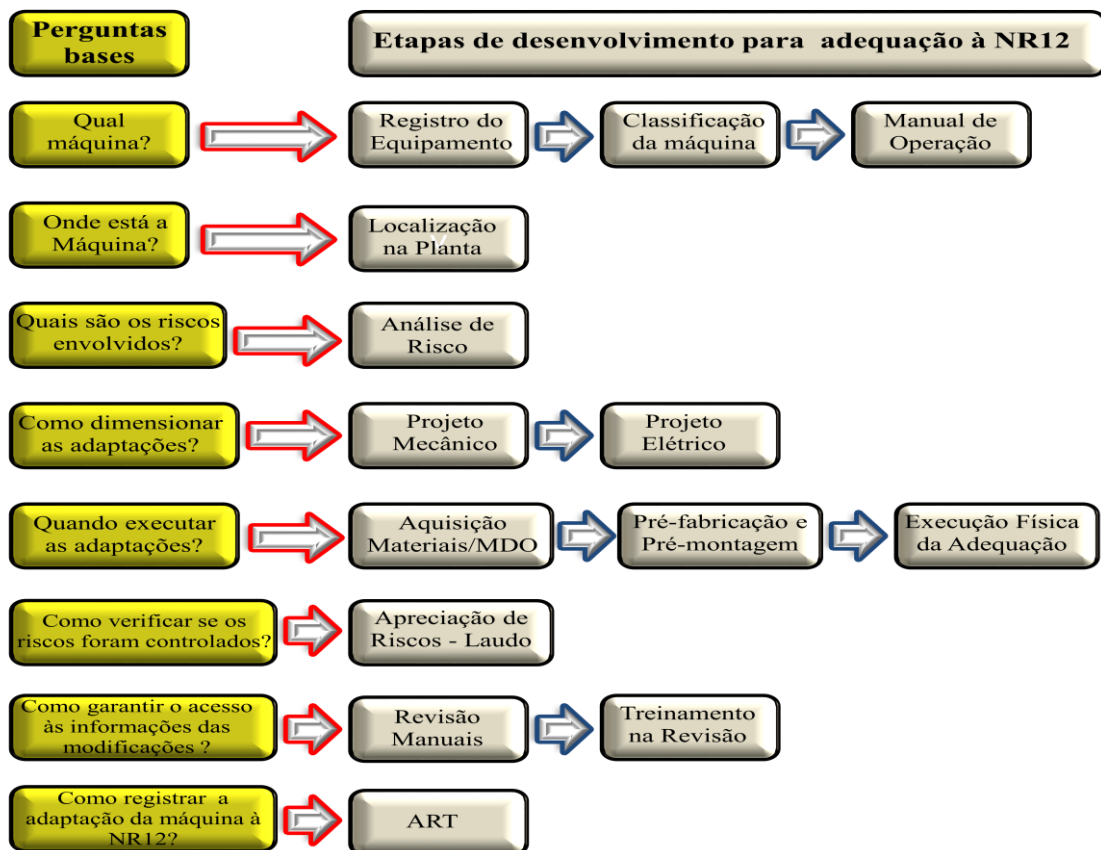 Perguntas
bases
Etapas de desenvolvimento para adequação à NR12
Qual
máquina?
Registro do
Equipamento
Classificação
da máquina
Manual de
Operação
Onde está a
Máquina?
Localização
na Planta
Quais são os riscos
envolvidos?
Análise de
Risco
Como dimensionar
as adaptações?
Projeto
Mecânico
Projeto
Elétrico
Quando executar
as adaptações?
Aquisição
Materiais/MDO
Pré-fabricação e
Pré-montagem
Execução Física
da Adequação
Como verificar se os
riscos foram controlados?
Apreciação de
Riscos - Laudo
Como garantir o acesso
às informações das
modificações ?
Revisão
Manuais
Treinamento
na Revisão
Como registrar a
adaptação da máquina à
NR12?
ART